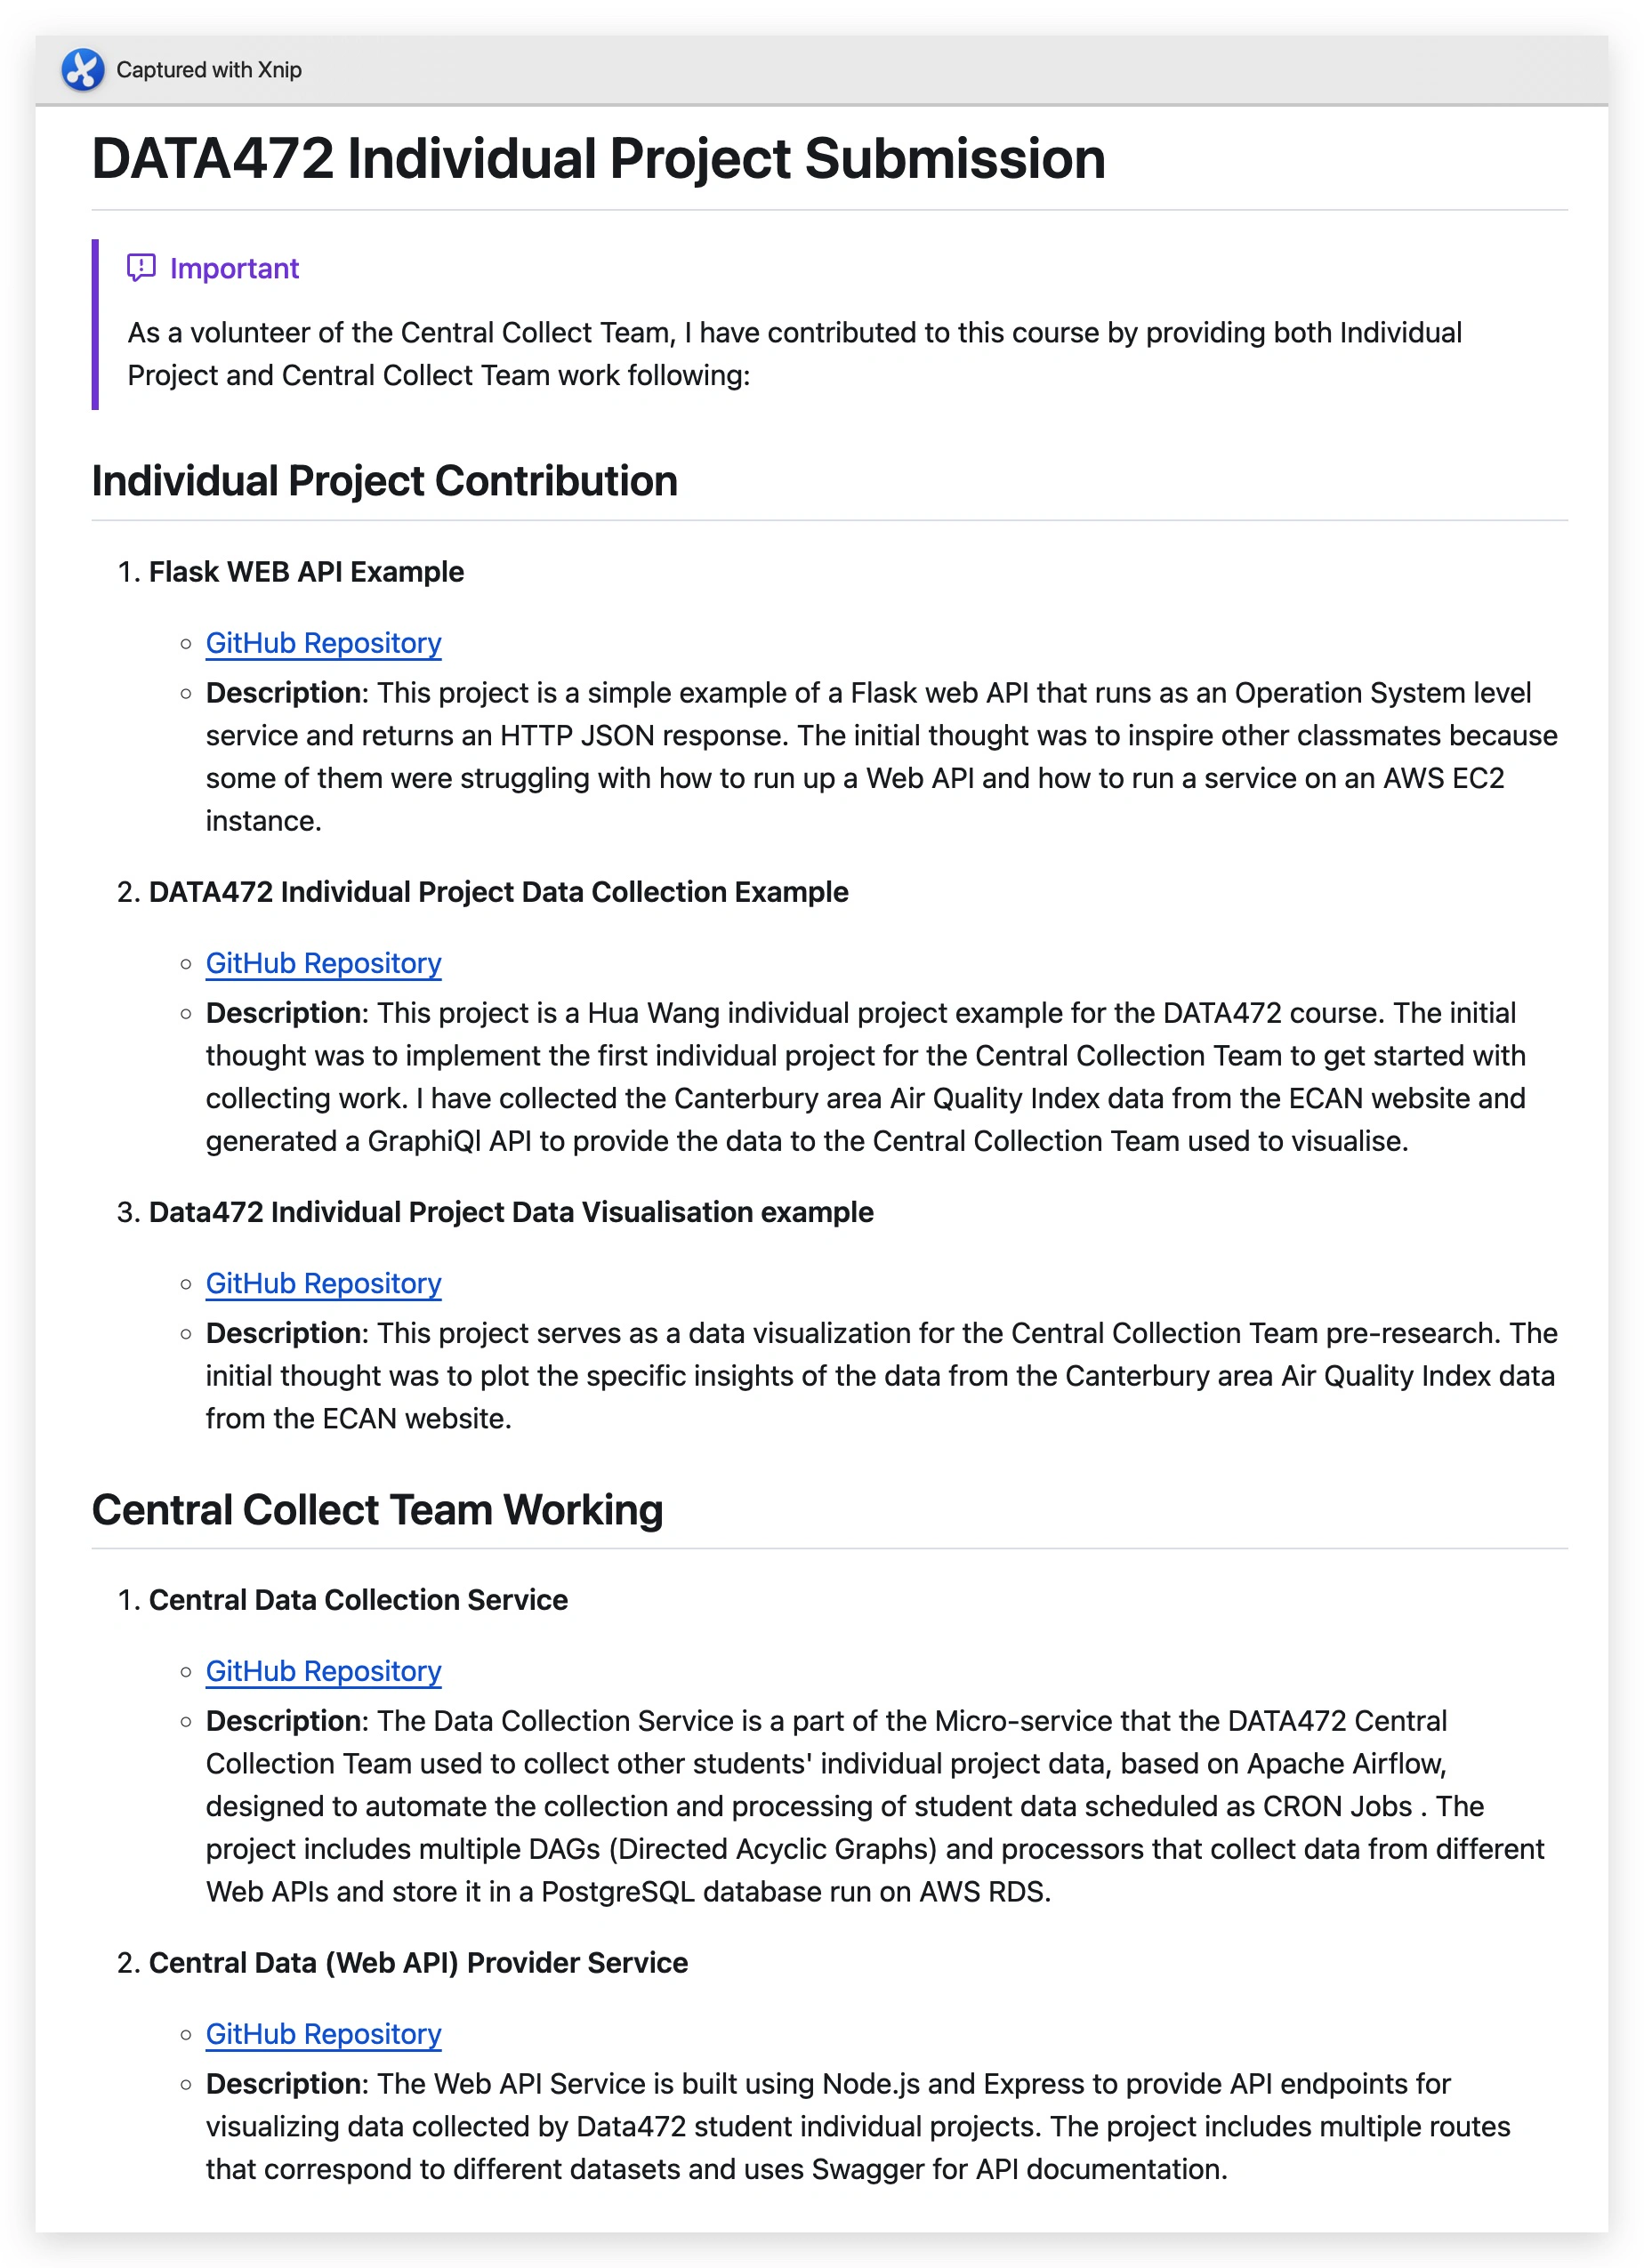 Captured with Xnip
DATA472 Individual Project Submission
Important
As a volunteer of the Central Collect Team, I have contributed to this course by providing both Individual
Project and Central Collect Team work following:
Individual Project Contribution
1. Flask WEB API Example
GitHub Repository
Description: This project is a simple example of a Flask web API that runs as an Operation System level
service and returns an HTTP JSON response. The initial thought was to inspire other classmates because
some of them were struggling with how to run up a Web API and how to run a service on an AWS EC2
instance.
2. DATA472 Individual Project Data Collection Example
GitHub Repository
Description: This project is a Hua Wang individual project example for the DATA472 course. The initial
thought was to implement the first individual project for the Central Collection Team to get started with
collecting work. I have collected the Canterbury area Air Quality Index data from the ECAN website and
generated a GraphiQl API to provide the data to the Central Collection Team used to visualise.
3. Data472 Individual Project Data Visualisation example
GitHub Repository
Description: This project serves as a data visualization for the Central Collection Team pre-research. The
initial thought was to plot the specific insights of the data from the Canterbury area Air Quality Index data
from the ECAN website.
Central Collect Team Working
1. Central Data Collection Service
GitHub Repository
Description: The Data Collection Service is a part of the Micro-service that the DATA472 Central
Collection Team used to collect other students' individual project data, based on Apache Airflow,
designed to automate the collection and processing of student data scheduled as CRON Jobs . The
project includes multiple DAGs (Directed Acyclic Graphs) and processors that collect data from different
Web APIs and store it in a PostgreSQL database run on AWS RDS.
2. Central Data (Web API) Provider Service
GitHub Repository
Description: The Web API Service is built using Node.js and Express to provide API endpoints for
visualizing data collected by Data472 student individual projects. The project includes multiple routes
that correspond to different datasets and uses Swagger for API documentation.